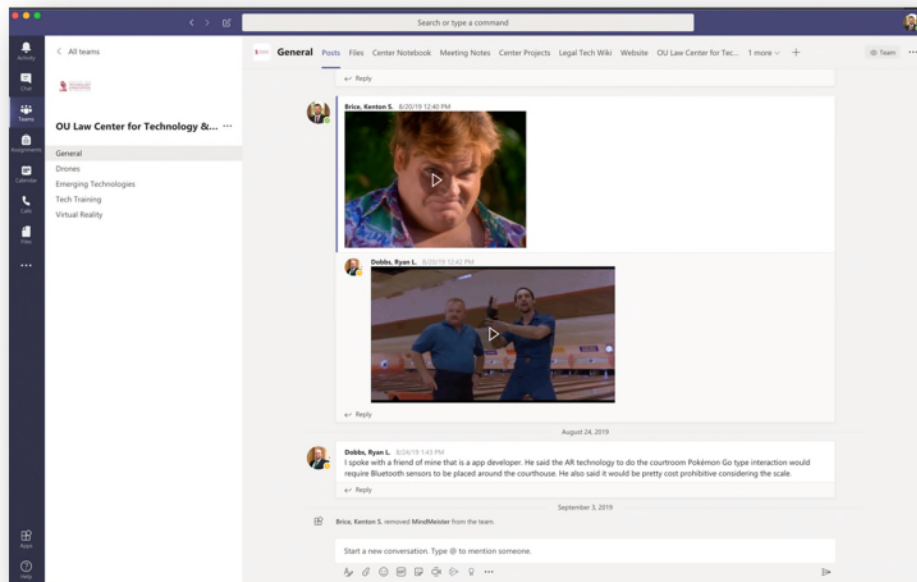 Search or type a command
Activity
Chat
Teams
Assignments
Calendar
Calls
Files
Apps
Help
All teams
OU Law Center for Technology &...
General
Drones
Emerging Technologies
Tech Training
Virtual Reality
General Posts Files Center Notebook Meeting Notes Center Projects Legal Tech Wiki Website OU Law Center for Tec... 1 more
Team
Reply
Brice, Kenton S. 8/20/19 12:40 PM
Dobbs, Ryan L. 8/20/19 12:42 PM
Reply
August 24, 2019
Dobbs, Ryan L. 8/24/19 1:43 PM
I spoke with a friend of mine that is a app developer. He said the AR technology to do the courtroom Pokémon Go type interaction would
require Bluetooth sensors to be placed around the courthouse. He also said it would be pretty cost prohibitive considering the scale.
Reply
September 3, 2019
Brice, Kenton S. removed MindMeister from the team.
Start a new conversation. Type @ to mention someone.